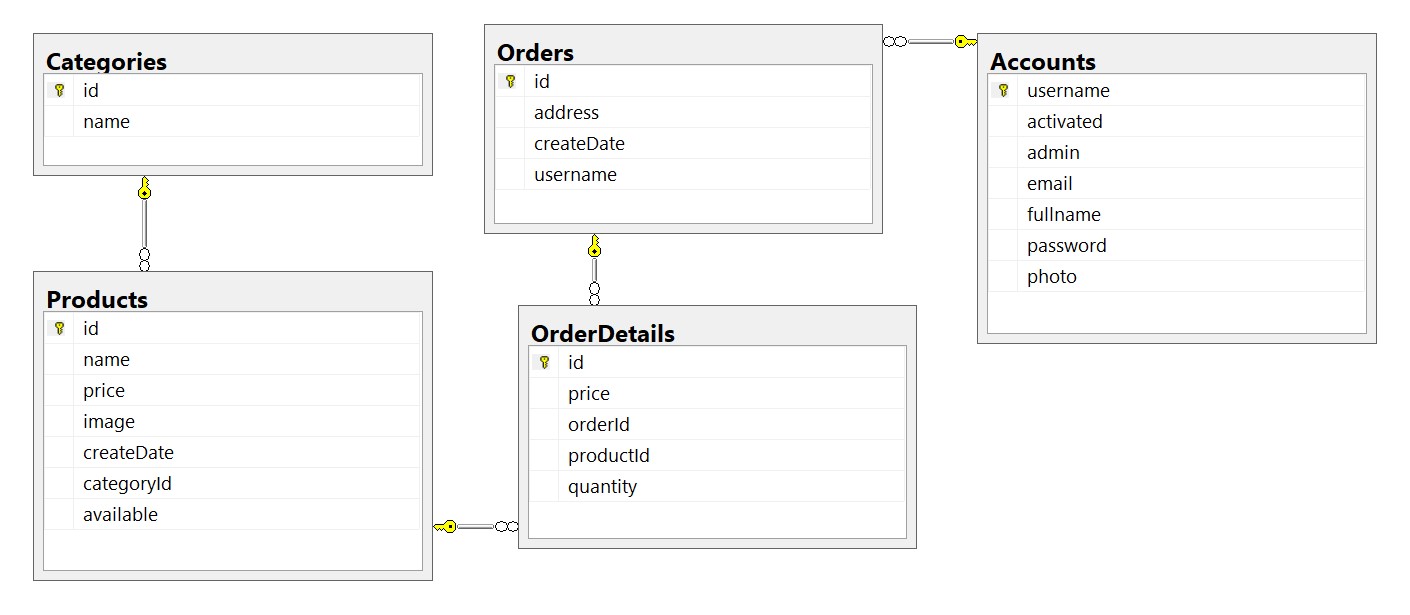 Categories
id
name
Products
id
name
price
image
createDate
categoryId
available
Orders
id
address
createDate
username
OrderDetails
id
price
orderId
productId
quantity
Accounts
username
activated
admin
email
fullname
password
photo